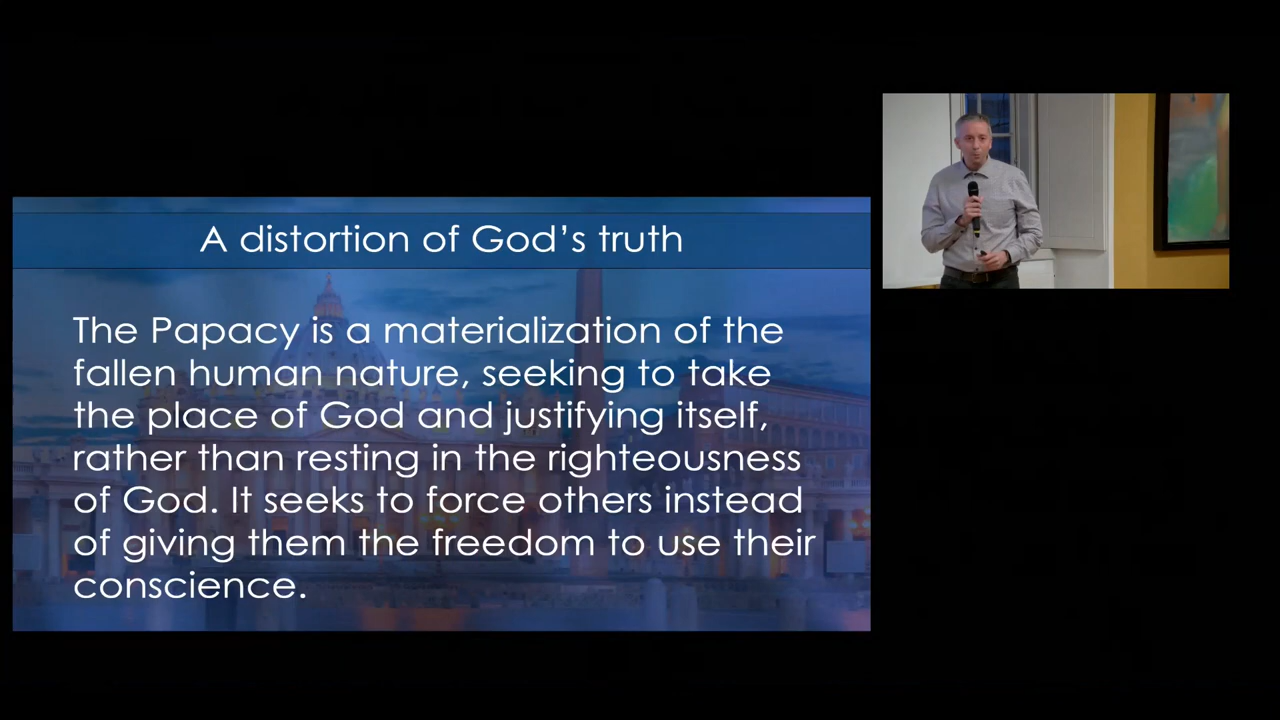 A distortion of God’s truth
The Papacy is a materialization of the
fallen human nature, seeking to take
the place of God and justifying itself,
rather than resting in the righteousness
of God. It seeks to force others instead
of giving them the freedom to use their
conscience.